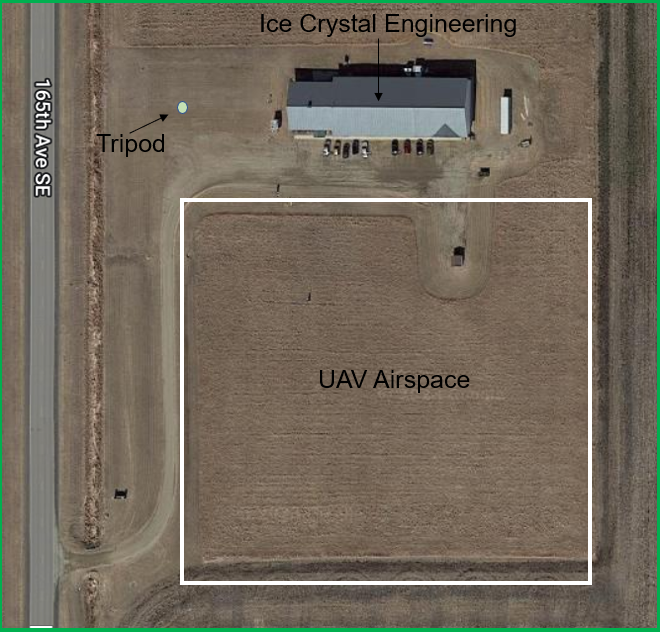 Ice Crystal Engineering
165th Ave SE
Tripod
UAV Airspace